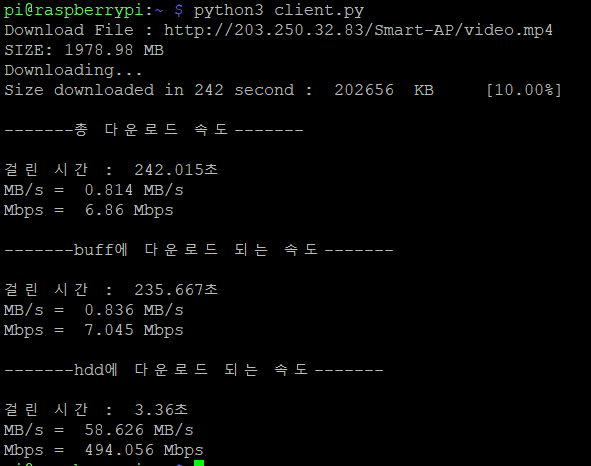 pi@raspberrypi:~ $ python3 client.py
Download File : http://203.250.32.83/Smart-AP/video.mp4
SIZE: 1978.98 MB
Downloading...
Size downloaded in 242 second :  202656  KB     [10.00%]
-------총 다운로드 속도-------
걸린 시간 :  242.015초
MB/s =  0.814 MB/s
Mbps =  6.86 Mbps
-------buff에 다운로드 되는 속도-------
걸린 시간 :  235.667초
MB/s =  0.836 MB/s
Mbps =  7.045 Mbps
-------hdd에 다운로드 되는 속도-------
걸린 시간 :  3.36초
MB/s =  58.626 MB/s
Mbps =  494.056 Mbps
pi@raspberrypi:~ $